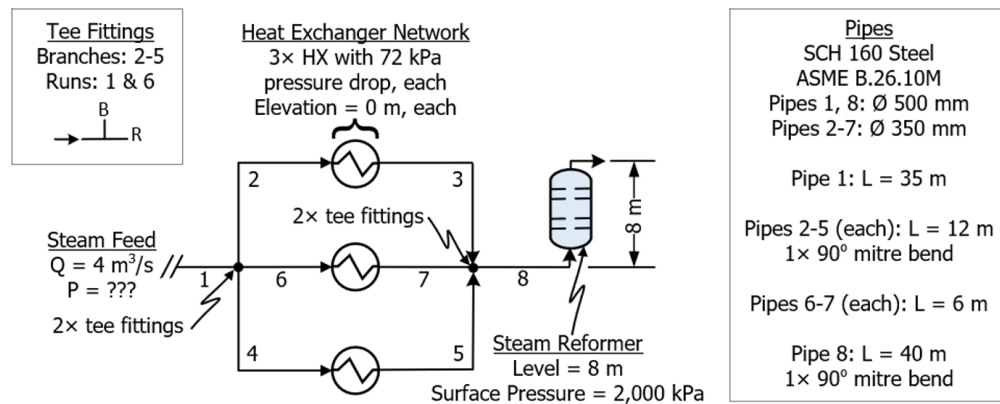 Tee Fittings
Branches: 2-5
Runs: 1 & 6
B
R
Heat Exchanger Network
3× HX with 72 kPa
pressure drop, each
Elevation = 0 m, each
2
3
2× tee fittings
8 m
Steam Feed
Q = 4 m³/s
P = ???
1
6
7
8
2× tee fittings
4
5
Steam Reformer
Level = 8 m
Surface Pressure = 2,000 kPa
Pipes
SCH 160 Steel
ASME B.26.10M
Pipes 1, 8: Ø 500 mm
Pipes 2-7: Ø 350 mm
Pipe 1: L = 35 m
Pipes 2-5 (each): L = 12 m
1× 90º mitre bend
Pipes 6-7 (each): L = 6 m
Pipe 8: L = 40 m
1× 90º mitre bend